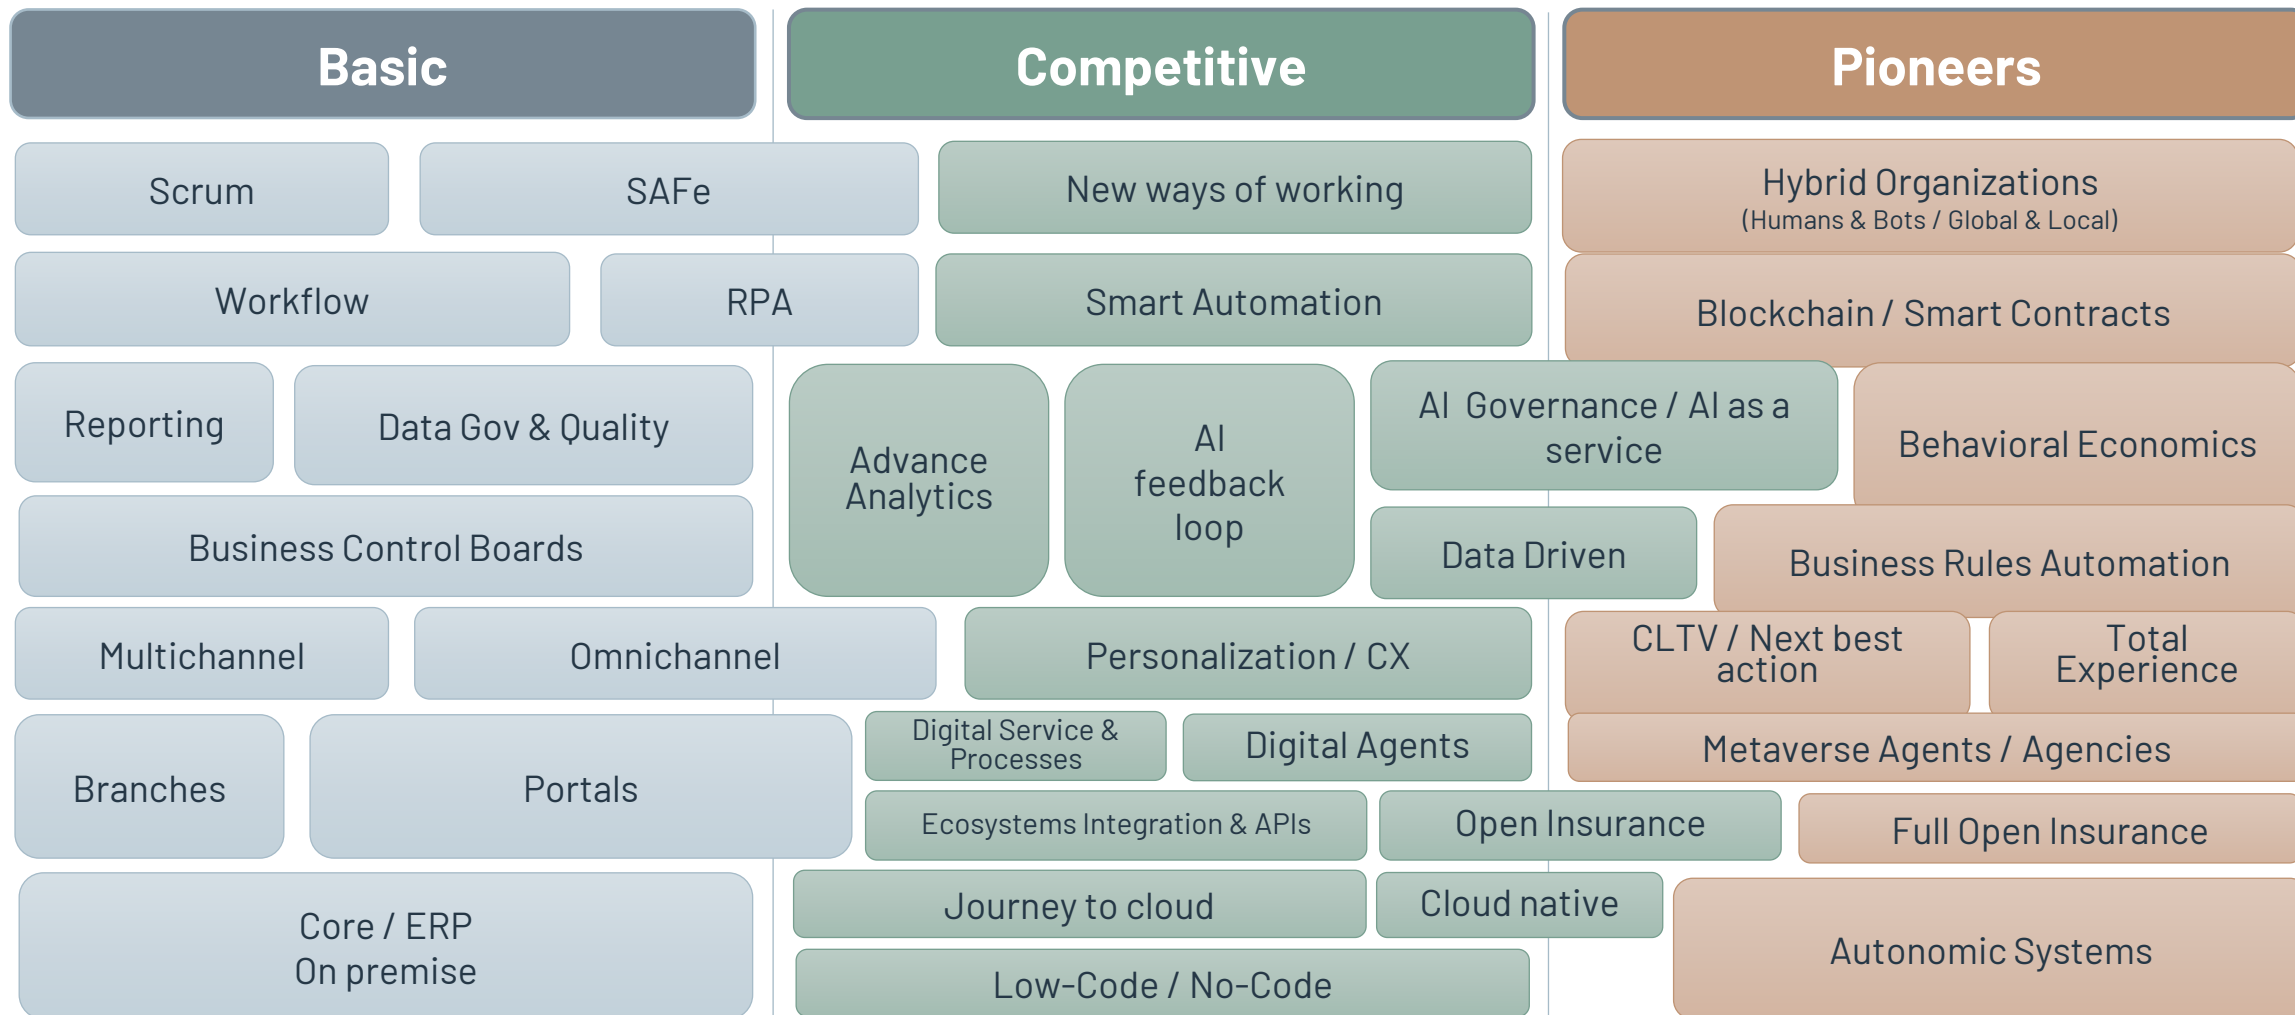 Basic
Competitive
Pioneers
Scrum
SAFe
New ways of working
Hybrid Organizations
(Humans & Bots / Global & Local)
Workflow
RPA
Smart Automation
Blockchain / Smart Contracts
Reporting
Data Gov & Quality
Advance
Analytics
AI
feedback
loop
AI Governance / AI as a
service
Behavioral Economics
Business Control Boards
Data Driven
Business Rules Automation
Multichannel
Omnichannel
Personalization / CX
CLTV / Next best
action
Total
Experience
Branches
Portals
Digital Service &
Processes
Digital Agents
Metaverse Agents / Agencies
Ecosystems Integration & APIs
Open Insurance
Full Open Insurance
Core / ERP
On premise
Journey to cloud
Cloud native
Autonomic Systems
Low-Code / No-Code